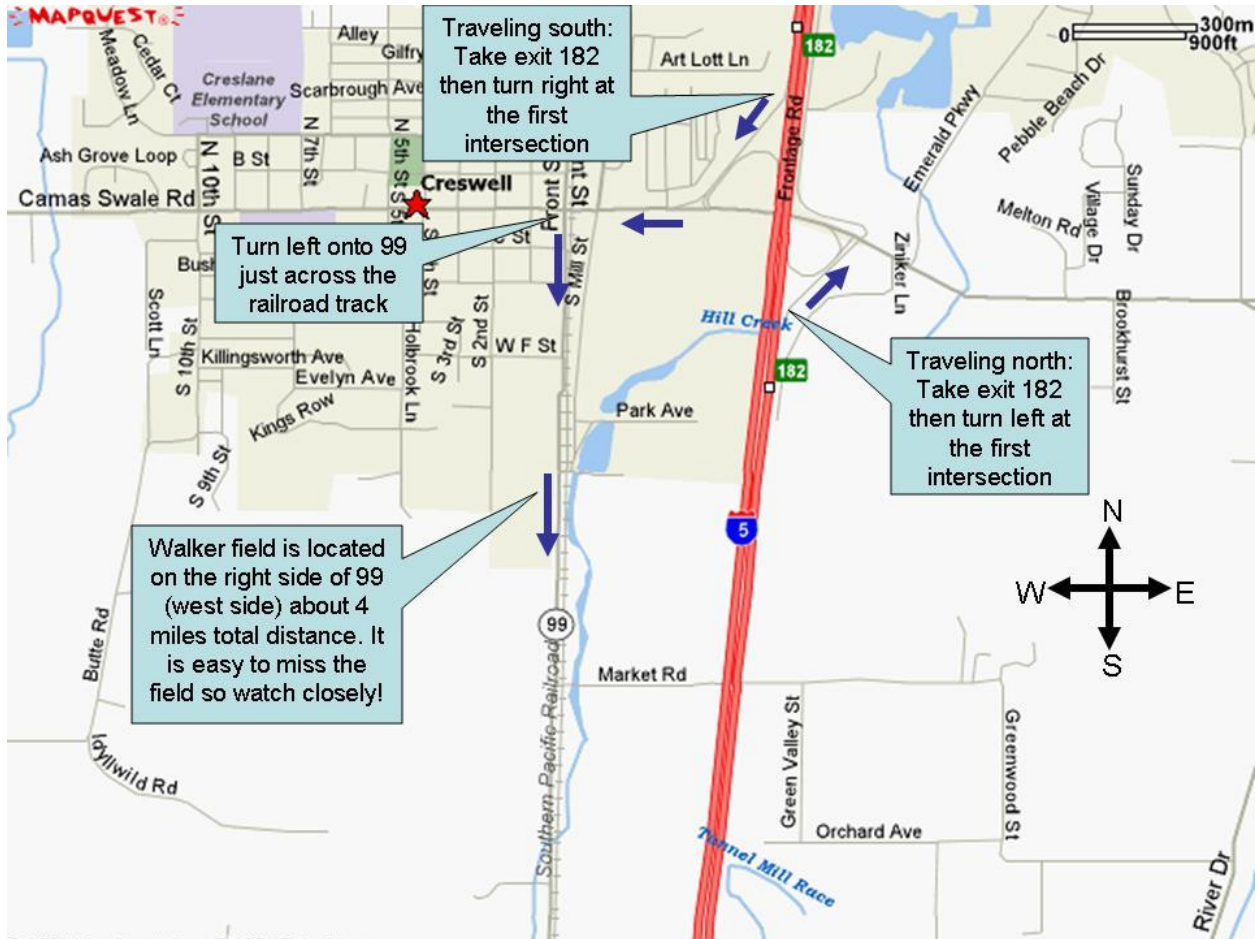 MAPQUEST
300m
900ft
0
Traveling south:
Take exit 182
then turn right at
the first
intersection
182
Alley
Gilfry
Art Lott Ln
Meadow Ln
Cedar Ct
Creslane
Elementary
School
Scarbrough Ave
Frontage Rd
Emerald Pkwy
Pebble Beach Dr
Ash Grove Loop
B St
N 10th St
N 7th St
N 5th St
Creswell
Front S
nt St
Camas Swale Rd
Sunday Dr
Village Dr
Melton Rd
Turn left onto 99
just across the
railroad track
S Mill St
Ziniker Ln
Bush
Scott Ln
S 10th St
Hill Creek
Brookhurst St
Holbrook Ln
S 3rd St
S 2nd St
W F St
Killingsworth Ave
Evelyn Ave
Kings Row
182
Traveling north:
Take exit 182
then turn left at
the first
intersection
Park Ave
S 9th St
5
N
W
E
S
Walker field is located
on the right side of 99
(west side) about 4
miles total distance. It
is easy to miss the
field so watch closely!
99
Butte Rd
Southern Pacific Railroad
Market Rd
Green Valley St
Greenwood St
Idyllwild Rd
Orchard Ave
Tunnel Mill Race
River Dr